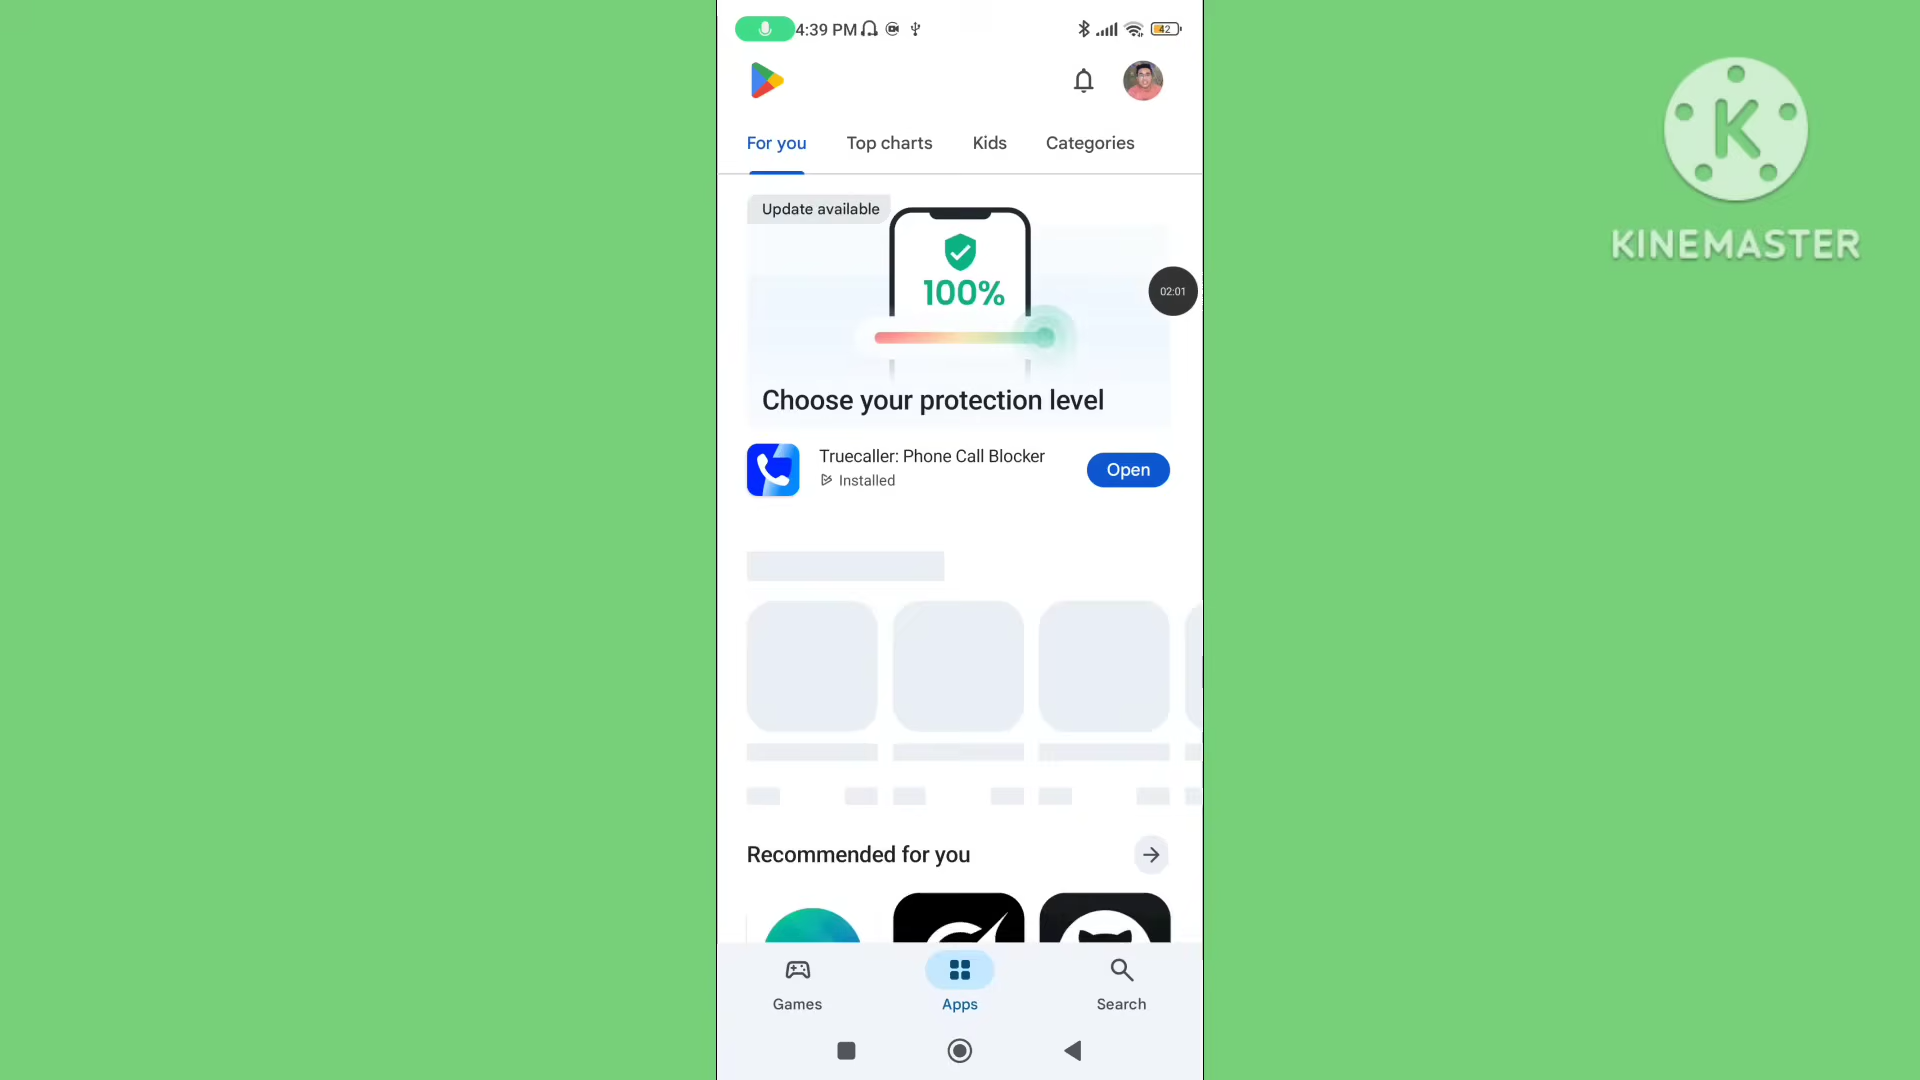 4:39 PM
42
For you Top charts Kids Categories
Update available
100%
02:01
Choose your protection level
Truecaller: Phone Call Blocker
Installed
Open
Recommended for you
Games Apps Search
K
KINEMASTER